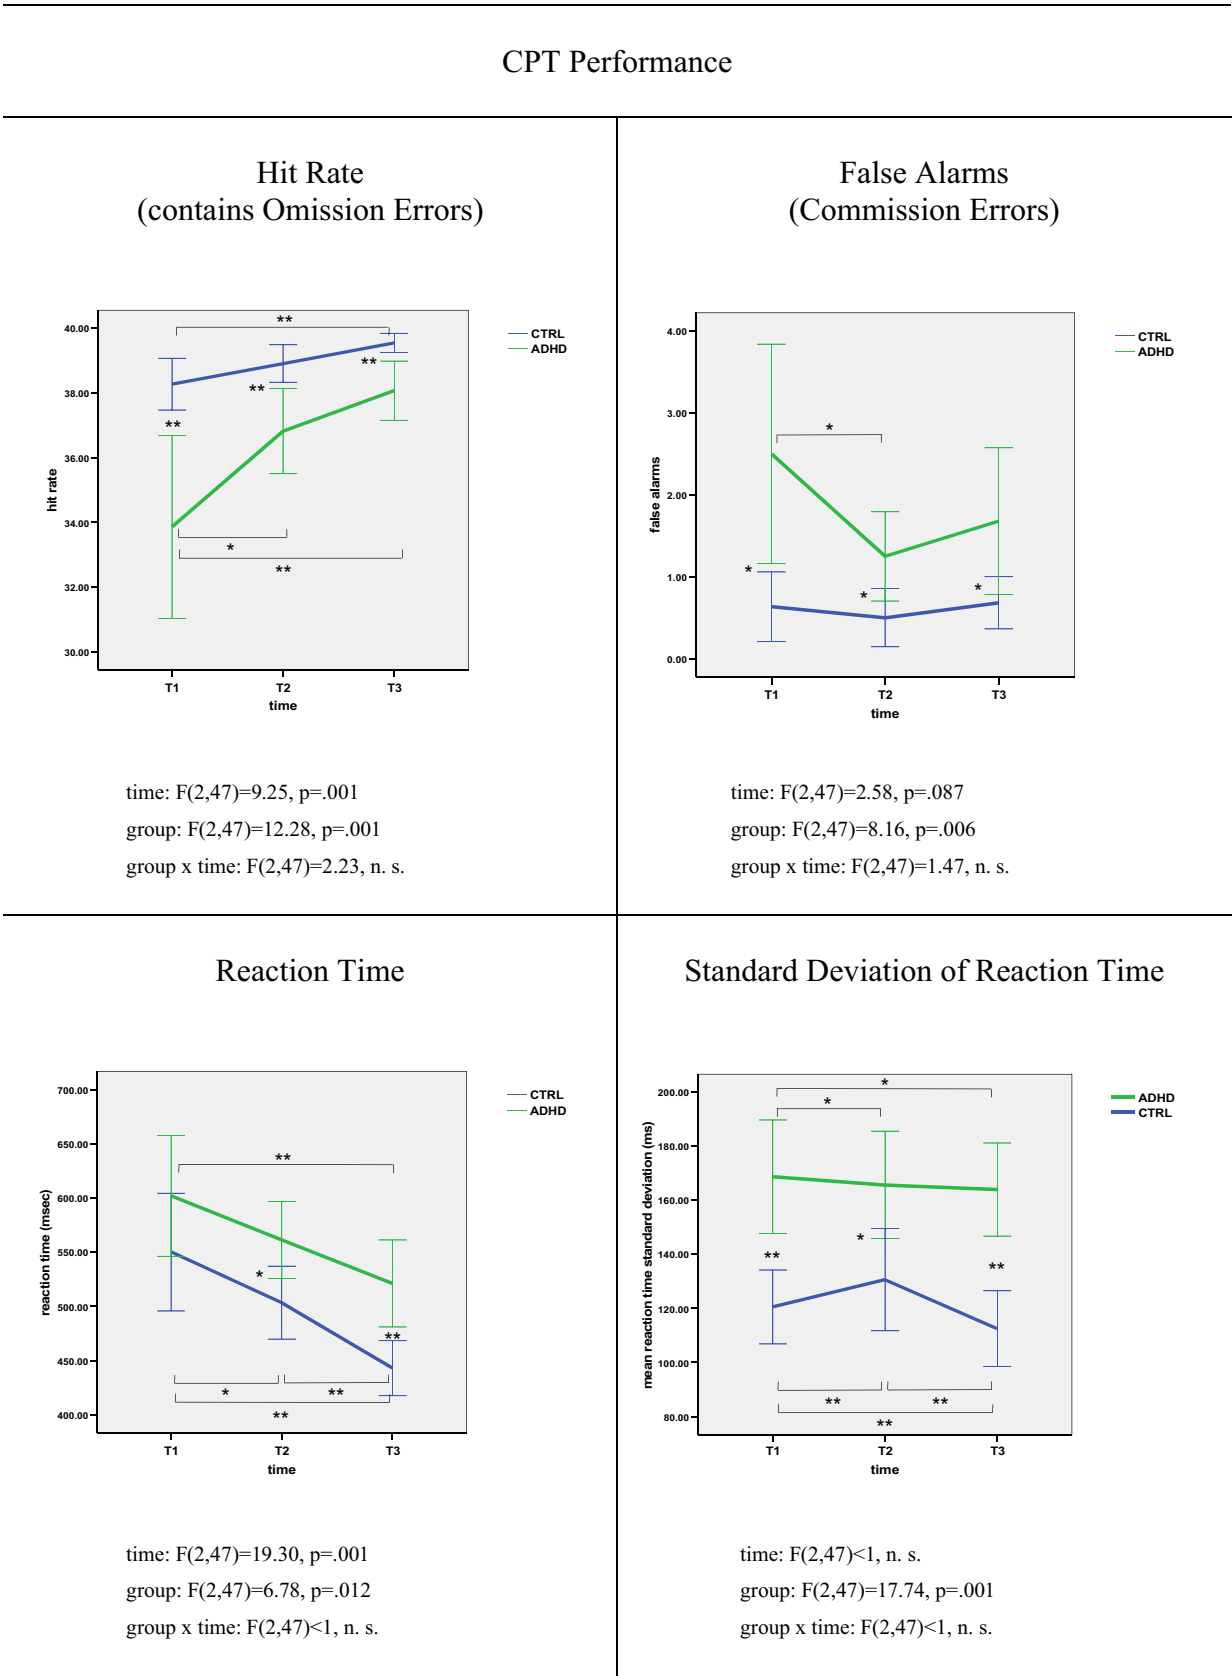 CPT Performance
Hit Rate
(contains Omission Errors)
40.00
38.00
36.00
34.00
32.00
30.00
hit rate
**
**
**
**
*
**
T1
T2
T3
time
CTRL
ADHD
time: F(2,47)=9.25, p=.001
group: F(2,47)=12.28, p=.001
group x time: F(2,47)=2.23, n. s.
False Alarms
(Commission Errors)
4.00
3.00
2.00
1.00
0.00
false alarms
*
*
*
*
T1
T2
T3
time
CTRL
ADHD
time: F(2,47)=2.58, p=.087
group: F(2,47)=8.16, p=.006
group x time: F(2,47)=1.47, n. s.
Reaction Time
700.00
650.00
600.00
550.00
500.00
450.00
400.00
reaction time (msec)
**
*
**
*
**
**
T1
T2
T3
time
CTRL
ADHD
time: F(2,47)=19.30, p=.001
group: F(2,47)=6.78, p=.012
group x time: F(2,47)<1, n. s.
Standard Deviation of Reaction Time
200.00
180.00
160.00
140.00
120.00
100.00
80.00
mean reaction time standard deviation (ms)
*
*
*
**
**
**
**
**
T1
T2
T3
time
ADHD
CTRL
time: F(2,47)<1, n. s.
group: F(2,47)=17.74, p=.001
group x time: F(2,47)<1, n. s.